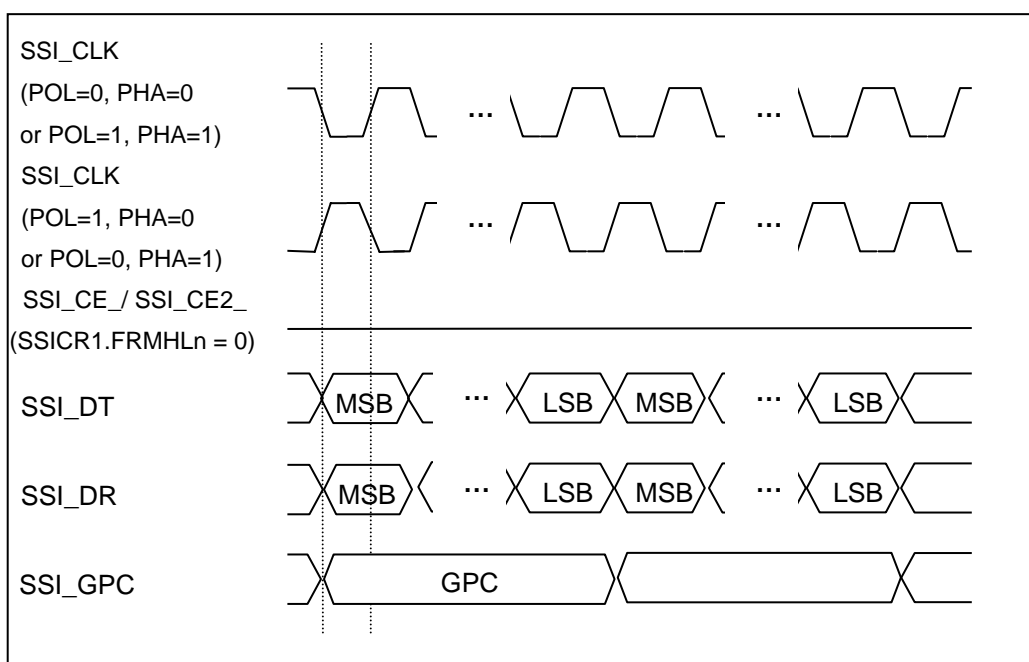 SSI_CLK
(POL=0, PHA=0
or POL=1, PHA=1)
... ...
SSI_CLK
(POL=1, PHA=0
or POL=0, PHA=1)
... ...
SSI_CE_/ SSI_CE2_
(SSICR1.FRMHLn = 0)
SSI_DT MSB ... LSB MSB ... LSB
SSI_DR MSB ... LSB MSB ... LSB
SSI_GPC GPC